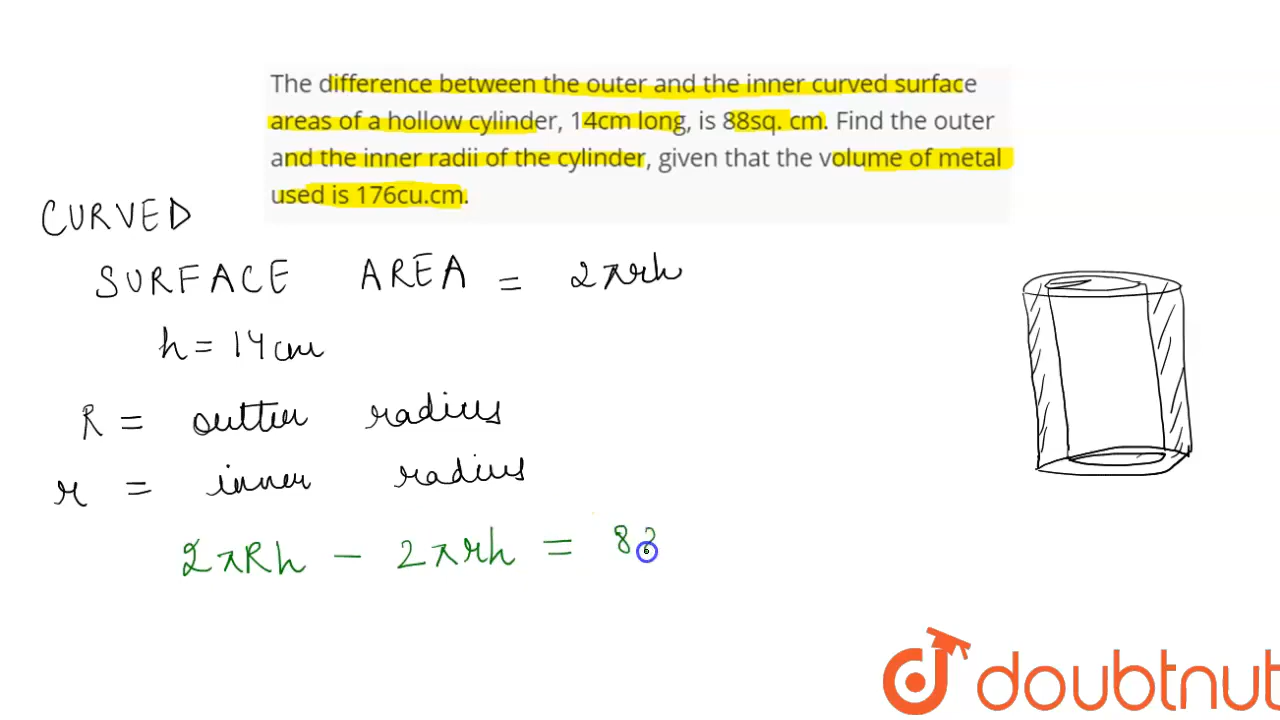 The difference between the outer and the inner curved surface
areas of a hollow cylinder, 14cm long, is 88sq. cm. Find the outer
and the inner radii of the cylinder, given that the volume of metal
used is 176cu.cm.
CURVED
SURFACE AREA = 2πrh
h = 14cm
R = outter radius
r = inner radius
2πRh - 2πrh = 8
doubtnut